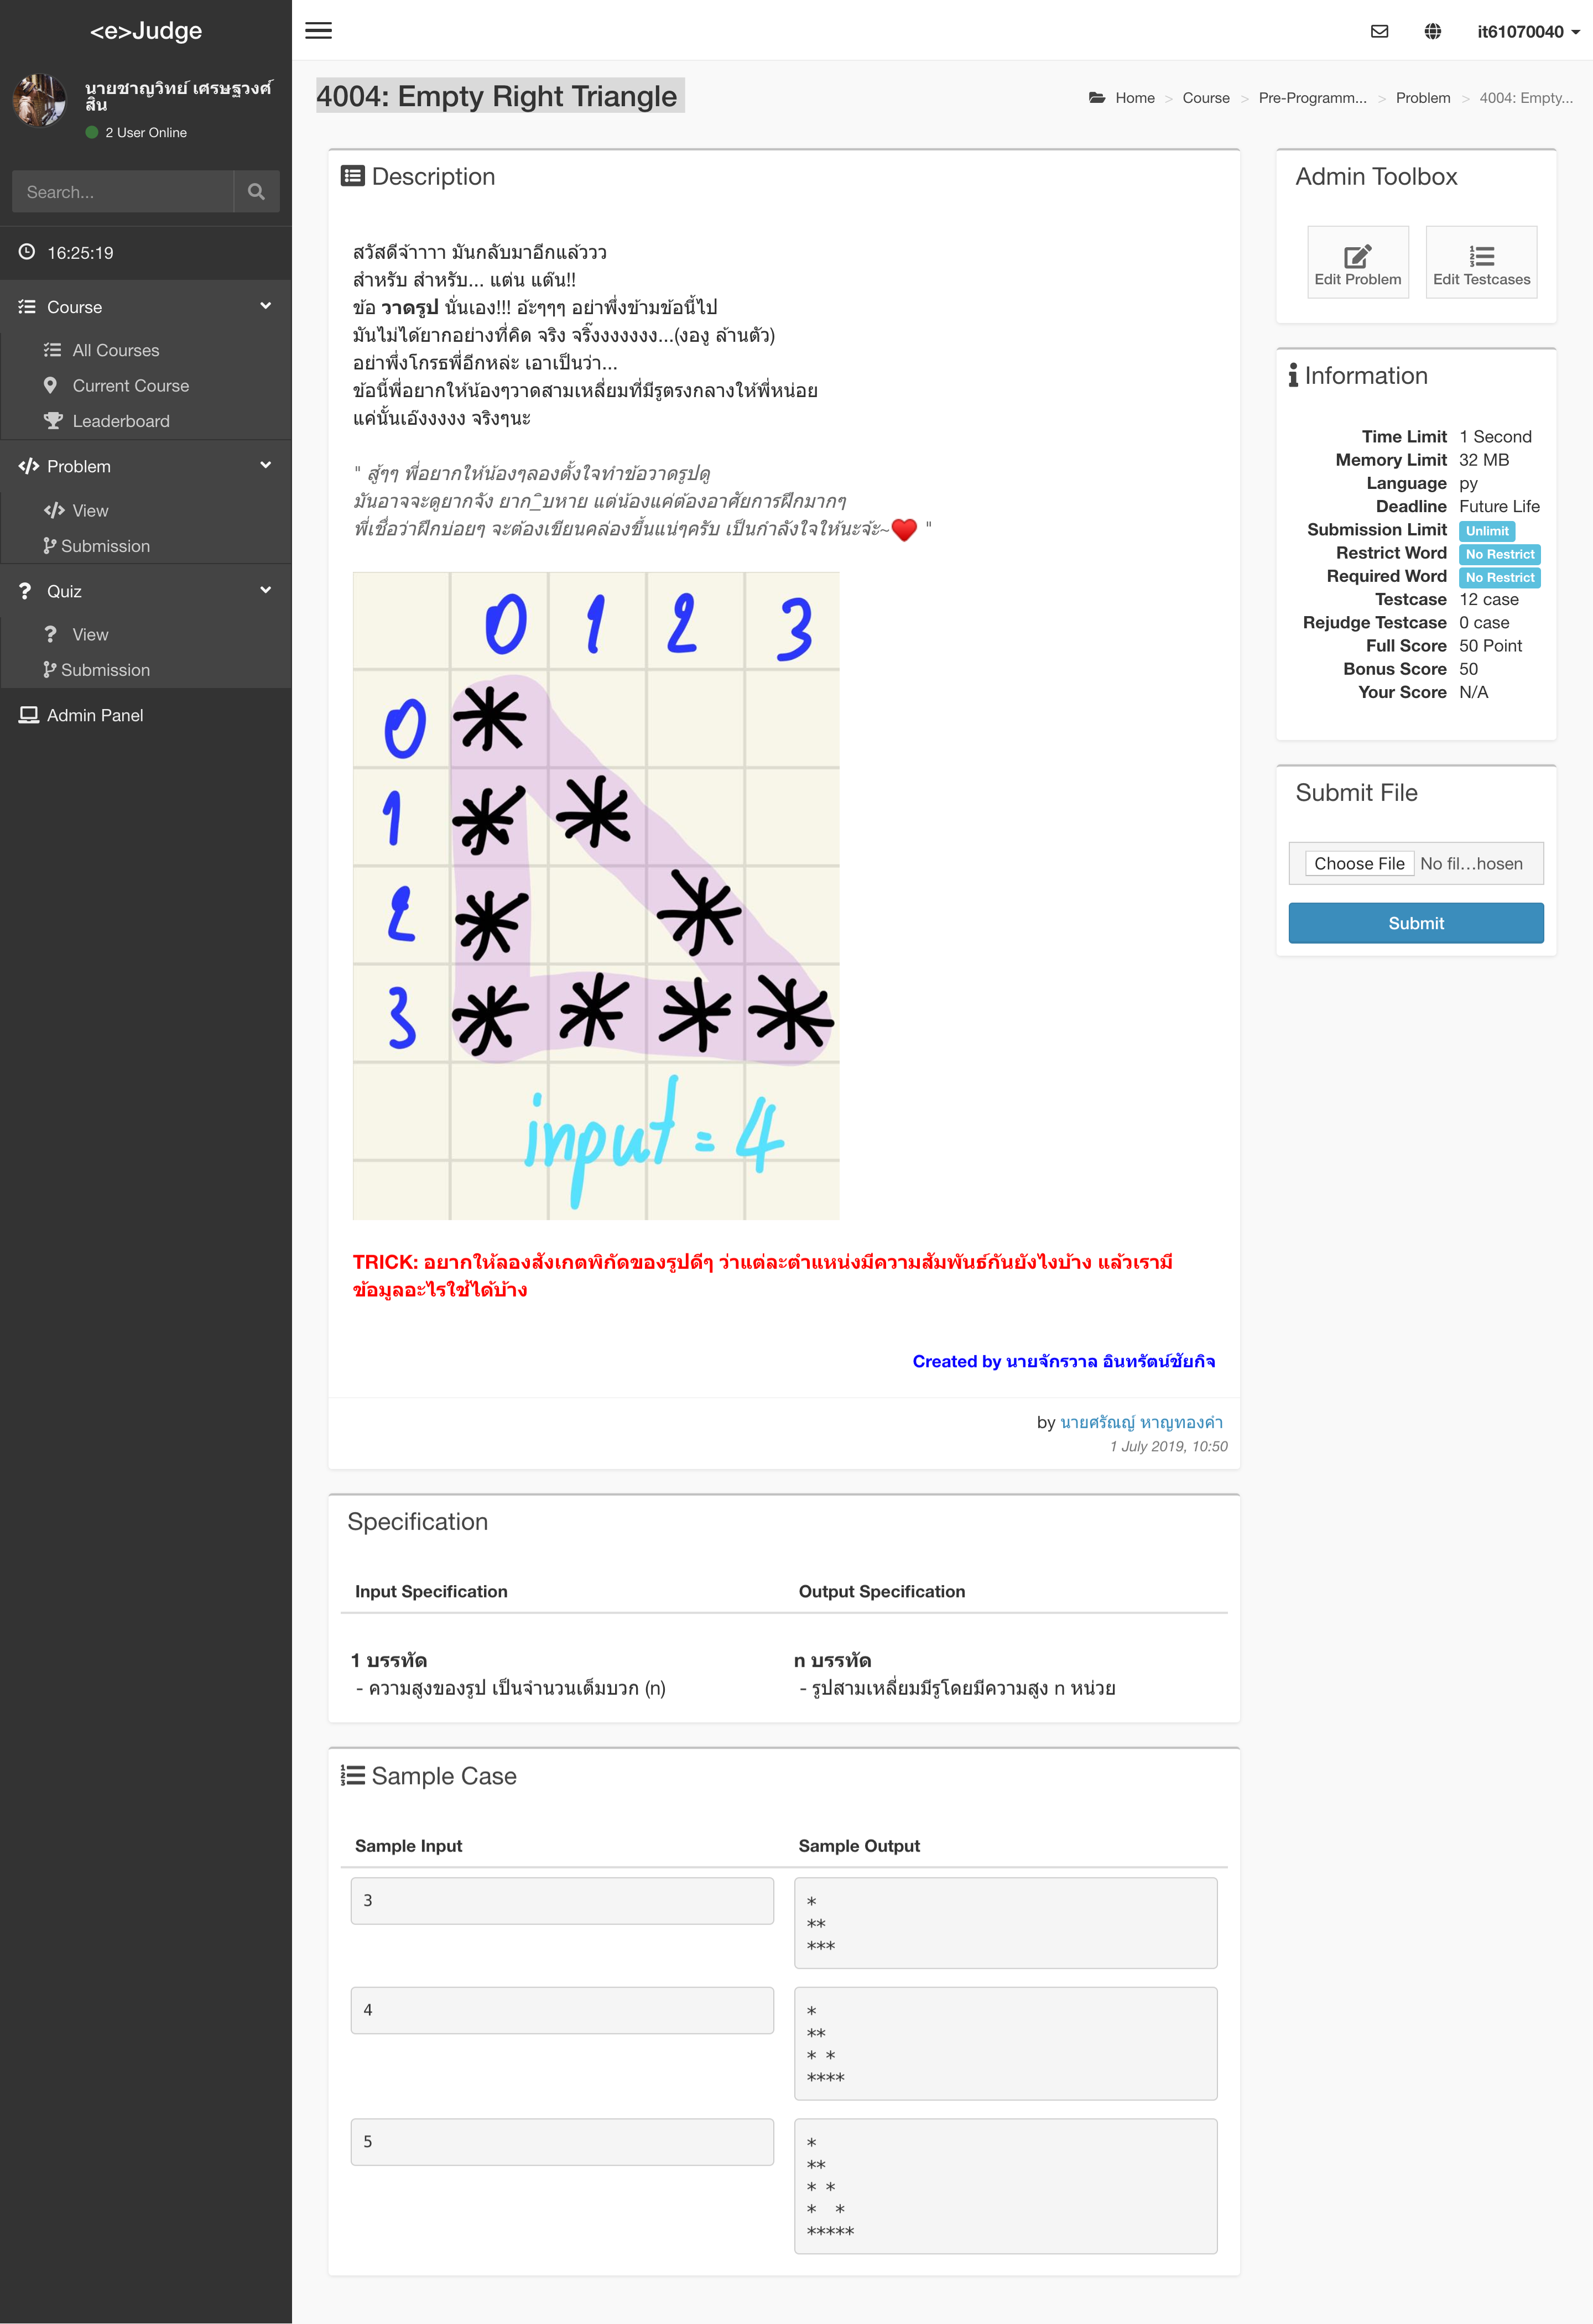 <e>Judge
it61070040
นายชาญวิทย์ เศรษฐวงศ์
สิน
2 User Online
Search...
16:25:19
Course
All Courses
Current Course
Leaderboard
Problem
View
Submission
Quiz
View
Submission
Admin Panel
4004: Empty Right Triangle
Home > Course > Pre-Programm... > Problem > 4004: Empty...
Description
สวัสดีจ้าาาา มันกลับมาอีกแล้ววว
สำหรับ สำหรับ... แต่น แต๊น!!
ข้อ วาดรูป นั่นเอง!!! อ้ะๆๆๆ อย่าพึ่งข้ามข้อนี้ไป
มันไม่ได้ยากอย่างที่คิด จริง จริ๊งงงงงงง...(งองู ล้านตัว)
อย่าพึ่งโกรธพี่อีกหล่ะ เอาเป็นว่า...
ข้อนี้พี่อยากให้น้องๆวาดสามเหลี่ยมที่มีรูตรงกลางให้พี่หน่อย
แค่นั้นเอ๊งงงงงง จริงๆนะ
" สู้ๆๆ พี่อยากให้น้องๆลองตั้งใจทำข้อวาดรูปดู
มันอาจจะดูยากจัง ยาก_ิบหาย แต่น้องแค่ต้องอาศัยการฝึกมากๆ
พี่เชื่อว่าฝึกบ่อยๆ จะต้องเขียนคล่องขึ้นแน่ๆครับ เป็นกำลังใจให้นะจ้ะ~❤️ "
0 1 2 3
0 *
1 * *
2 * *
3 * * * *
input = 4
TRICK: อยากให้ลองสังเกตพิกัดของรูปดีๆ ว่าแต่ละตำแหน่งมีความสัมพันธ์กันยังไงบ้าง แล้วเรามี
ข้อมูลอะไรใช้ได้บ้าง
Created by นายจักรวาล อินทรัตน์ชัยกิจ
by นายศรัณญ์ หาญทองคำ
1 July 2019, 10:50
Specification
Input Specification
Output Specification
1 บรรทัด
- ความสูงของรูป เป็นจำนวนเต็มบวก (n)
n บรรทัด
- รูปสามเหลี่ยมมีรูโดยมีความสูง n หน่วย
Sample Case
Sample Input
Sample Output
3
*
**
***
4
*
**
* *
****
5
*
**
* *
*  *
*****
Admin Toolbox
Edit Problem
Edit Testcases
Information
Time Limit 1 Second
Memory Limit 32 MB
Language py
Deadline Future Life
Submission Limit Unlimit
Restrict Word No Restrict
Required Word No Restrict
Testcase 12 case
Rejudge Testcase 0 case
Full Score 50 Point
Bonus Score 50
Your Score N/A
Submit File
Choose File No fil...hosen
Submit